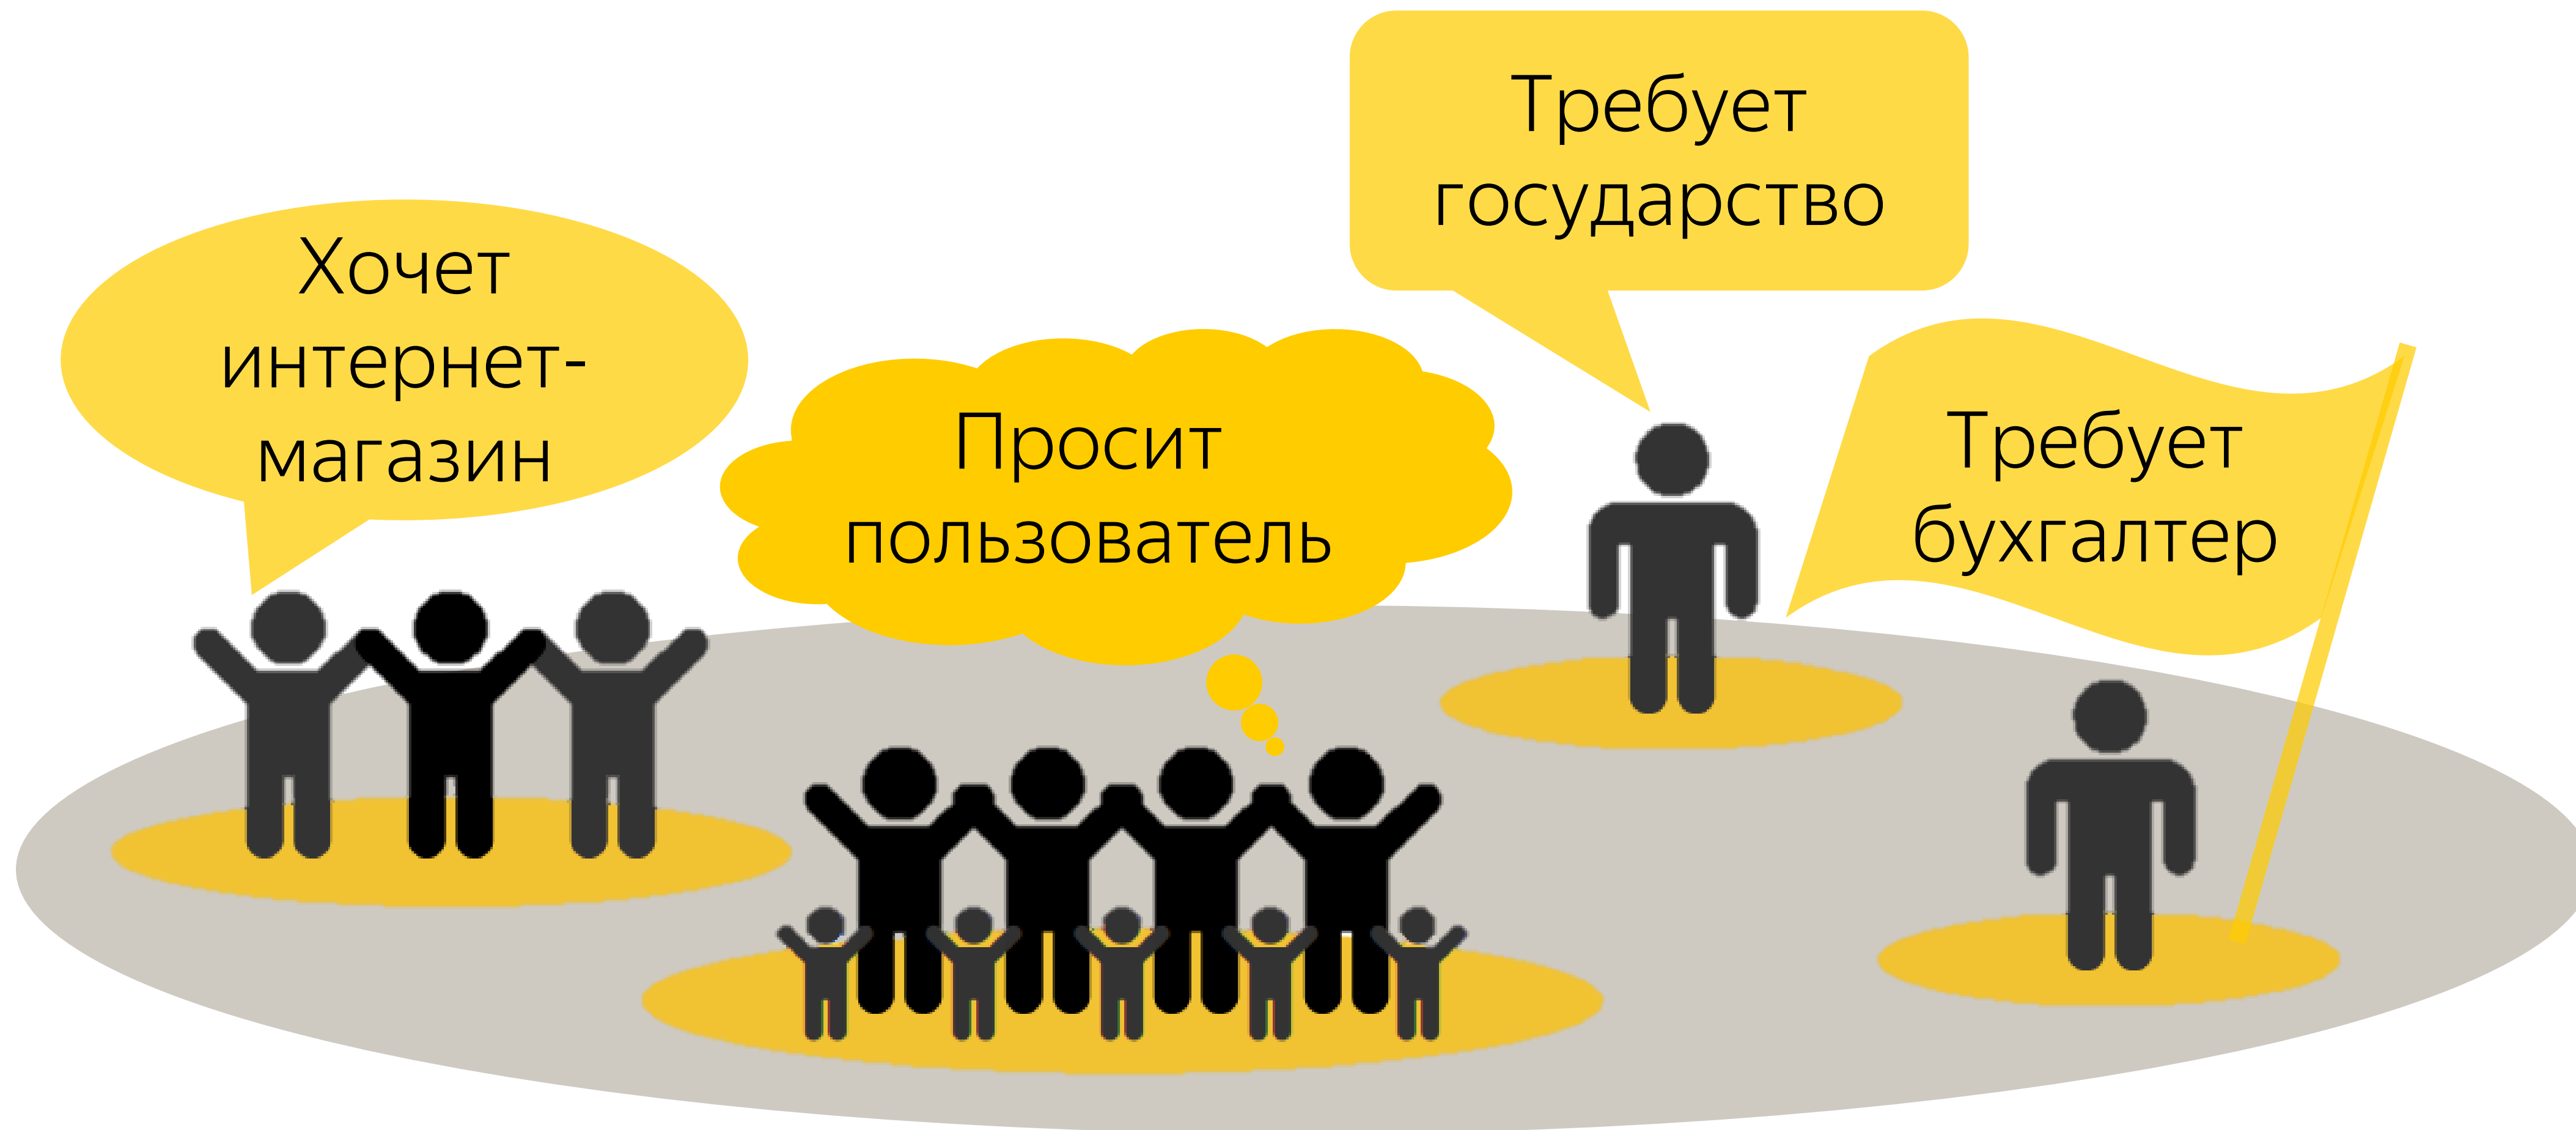 Хочет
интернет-
магазин
Просит
пользователь
Требует
государство
Требует
бухгалтер